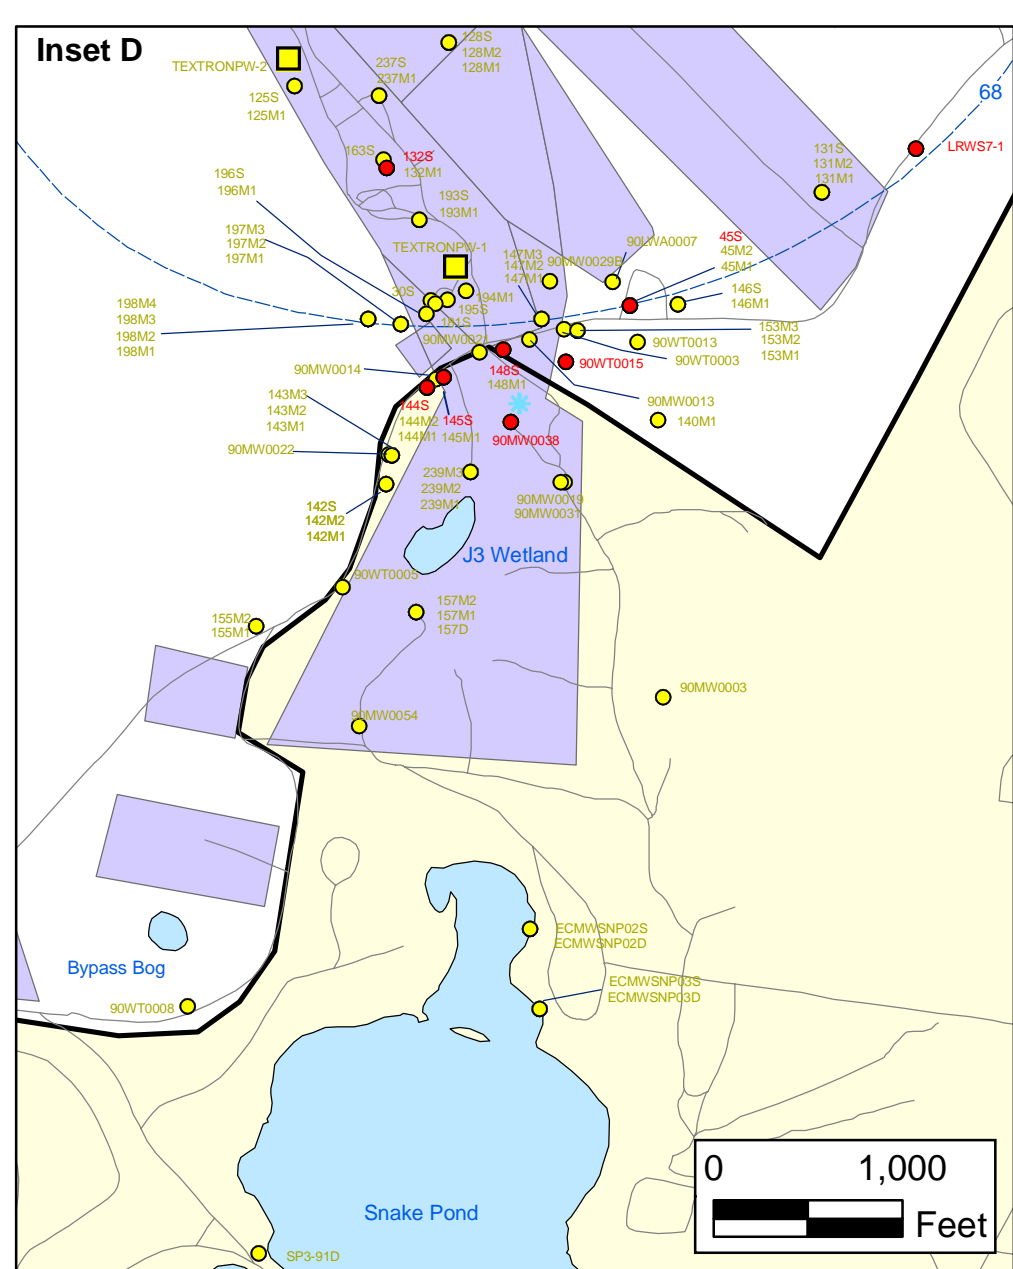 Inset D
TEXTRONPW-2
125S
125M1
128S
128M2
128M1
237S
237M1
68
LRWS7-1
163S
132S
132M1
131S
131M2
131M1
196S
196M1
193S
193M1
197M3
197M2
197M1
TEXTRONPW-1
147M3
147M2
147M1
90MW0029B
90LWA0007
45S
45M2
45M1
146S
146M1
30S
194M1
195S
181S
198M4
198M3
198M2
198M1
90MW0021
153M3
153M2
153M1
90WT0013
90WT0003
90WT0015
90MW0014
148S
148M1
90MW0013
143M3
143M2
143M1
144S
144M2
144M1
145S
145M1
140M1
90MW0038
90MW0022
239M3
239M2
239M1
90MW0019
90MW0031
142S
142M2
142M1
J3 Wetland
90WT0005
157M2
157M1
157D
155M2
155M1
90MW0003
90MW0054
ECMWSNP02S
ECMWSNP02D
Bypass Bog
ECMWSNP03S
ECMWSNP03D
90WT0008
0 1,000
Feet
Snake Pond
SP3-91D